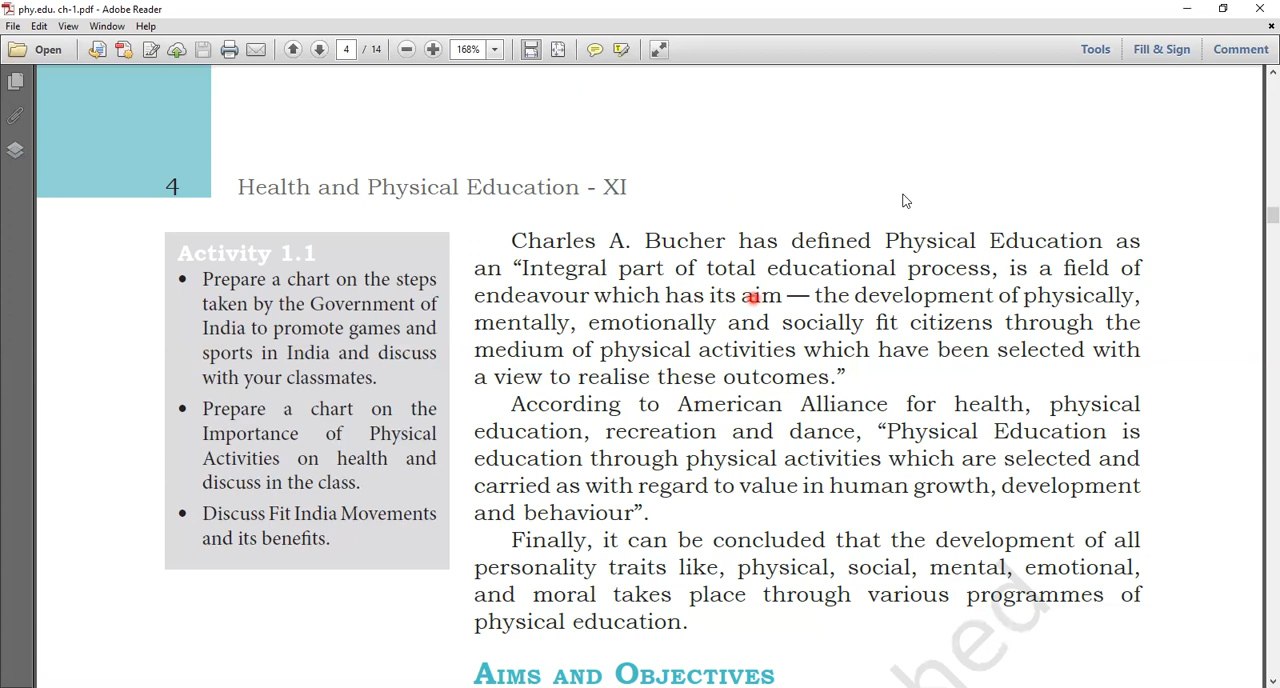 phy.edu. ch-1.pdf - Adobe Reader
File Edit View Window Help
Open 4 / 14 168% Tools Fill & Sign Comment
4 Health and Physical Education - XI
Activity 1.1
• Prepare a chart on the steps
taken by the Government of
India to promote games and
sports in India and discuss
with your classmates.
• Prepare a chart on the
Importance of Physical
Activities on health and
discuss in the class.
• Discuss Fit India Movements
and its benefits.
Charles A. Bucher has defined Physical Education as
an “Integral part of total educational process, is a field of
endeavour which has its aim — the development of physically,
mentally, emotionally and socially fit citizens through the
medium of physical activities which have been selected with
a view to realise these outcomes.”
According to American Alliance for health, physical
education, recreation and dance, “Physical Education is
education through physical activities which are selected and
carried as with regard to value in human growth, development
and behaviour”.
Finally, it can be concluded that the development of all
personality traits like, physical, social, mental, emotional,
and moral takes place through various programmes of
physical education.
AIMS AND OBJECTIVES
hed